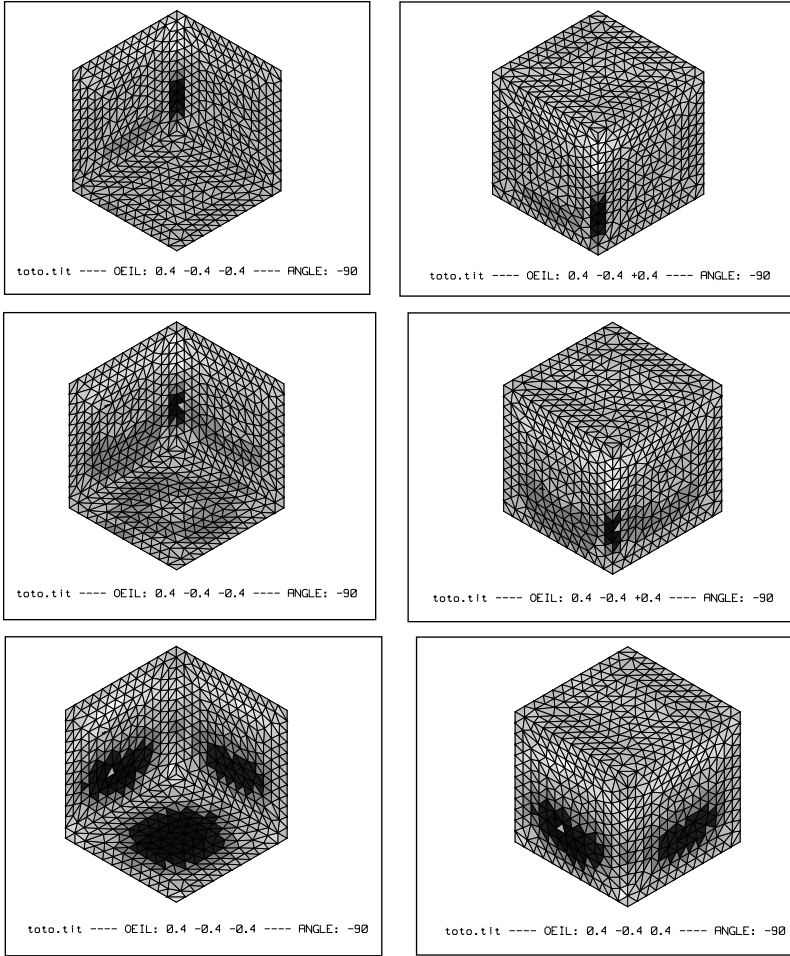 toto.tit ---- OEIL: 0.4 -0.4 -0.4 ---- ANGLE: -90
toto.tit ---- OEIL: 0.4 -0.4 +0.4 ---- ANGLE: -90
toto.tit ---- OEIL: 0.4 -0.4 -0.4 ---- ANGLE: -90
toto.tit ---- OEIL: 0.4 -0.4 +0.4 ---- ANGLE: -90
toto.tit ---- OEIL: 0.4 -0.4 -0.4 ---- ANGLE: -90
toto.tit ---- OEIL: 0.4 -0.4 0.4 ---- ANGLE: -90